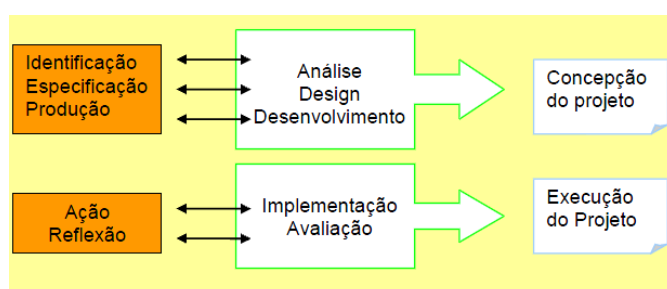 Identificação
Especificação
Produção
Análise
Design
Desenvolvimento
Concepção
do projeto
Ação
Reflexão
Implementação
Avaliação
Execução
do Projeto